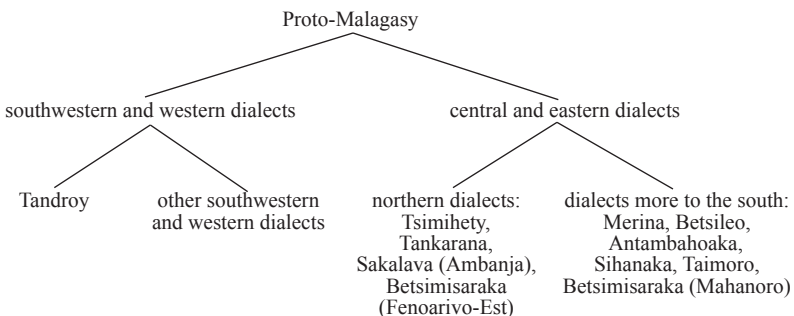 Proto-Malagasy
southwestern and western dialects
central and eastern dialects
Tandroy
other southwestern
and western dialects
northern dialects:
Tsimihety,
Tankarana,
Sakalava (Ambanja),
Betsimisaraka
(Fenoarivo-Est)
dialects more to the south:
Merina, Betsileo,
Antambahoaka,
Sihanaka, Taimoro,
Betsimisaraka (Mahanoro)